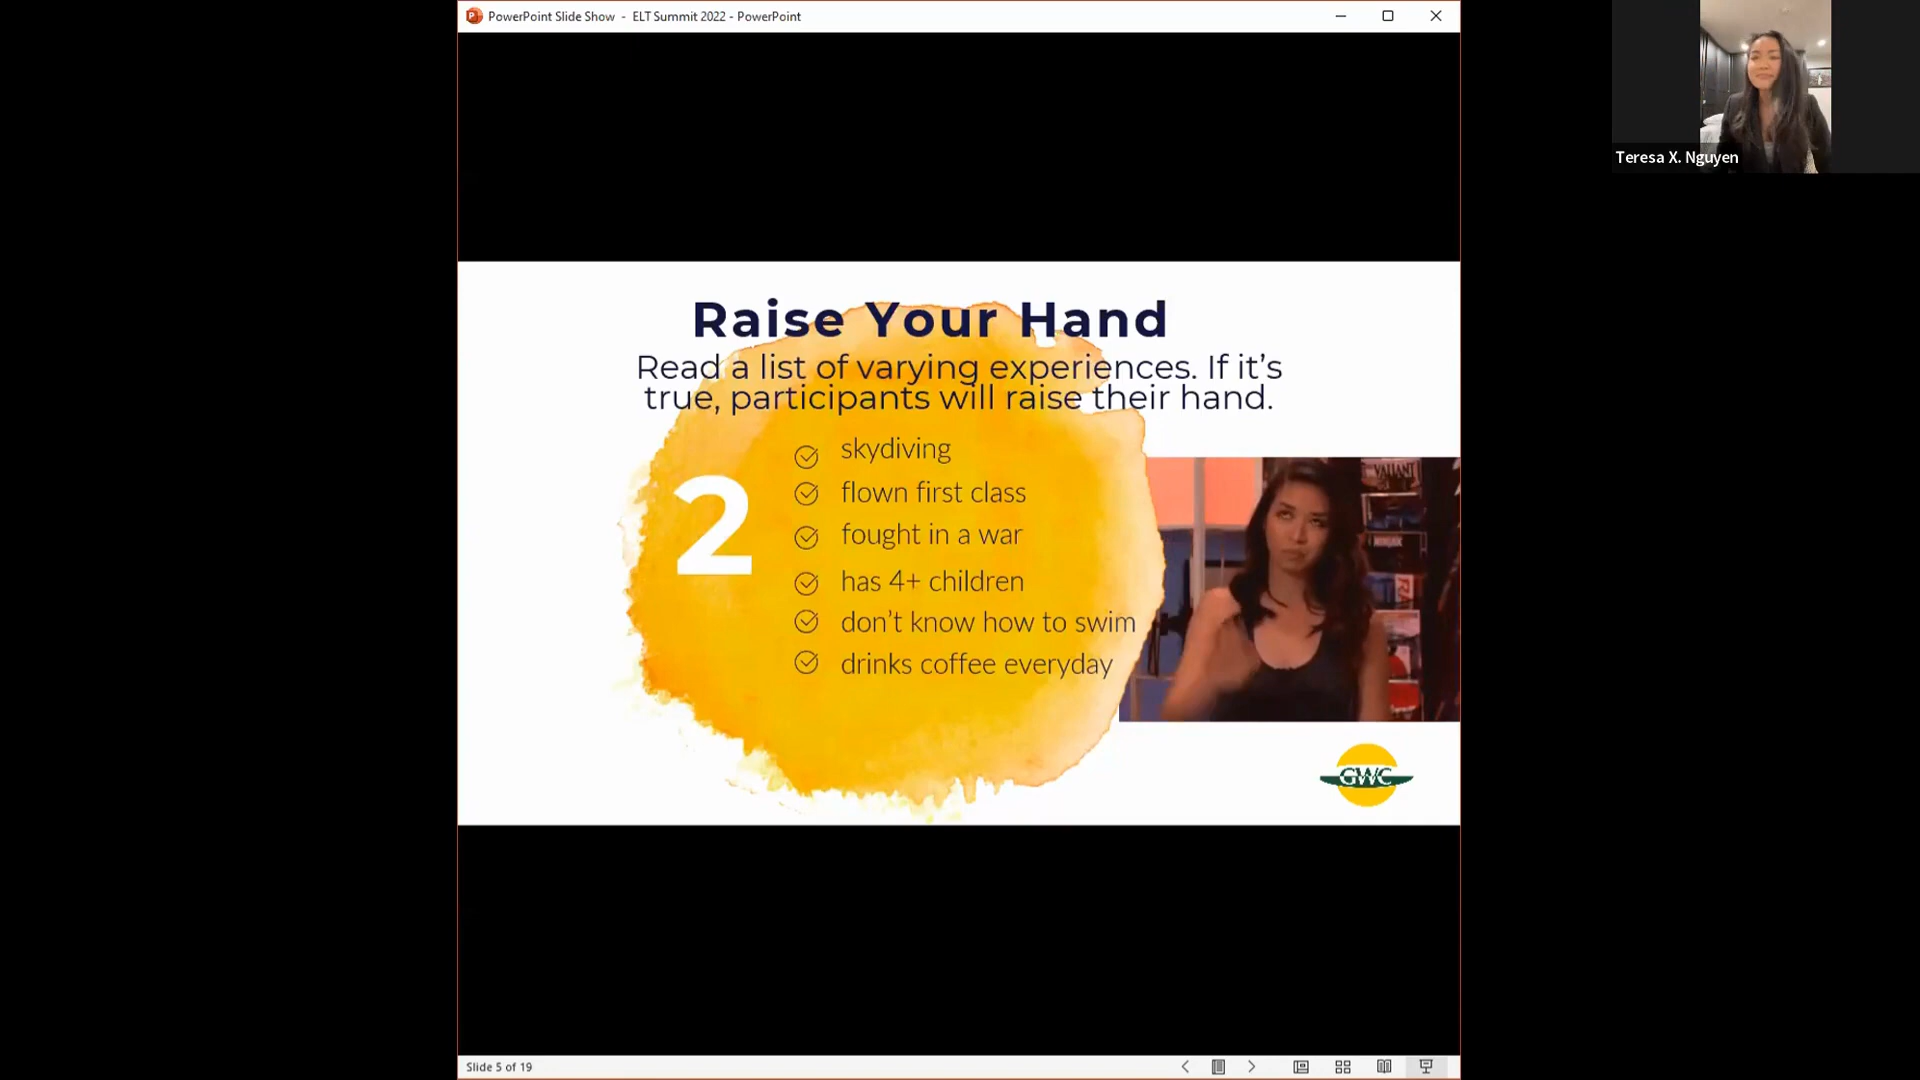 PowerPoint Slide Show - ELT Summit 2022 - PowerPoint
Teresa X. Nguyen
Raise Your Hand
Read a list of varying experiences. If it’s
true, participants will raise their hand.
2
skydiving
flown first class
fought in a war
has 4+ children
don’t know how to swim
drinks coffee everyday
VALIANT
GWC
Slide 5 of 19